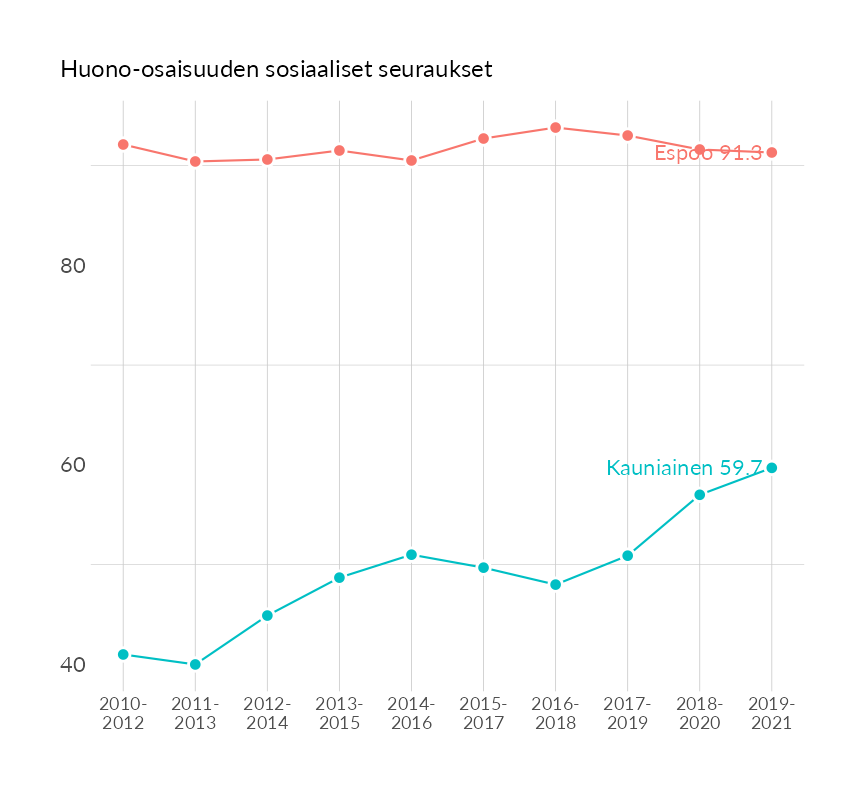 Huono-osaisuuden sosiaaliset seuraukset
Espoo 91.3
80
60
Kauniainen 59.7
40
2010- 2011- 2012- 2013- 2014- 2015- 2016- 2017- 2018- 2019-
2012 2013 2014 2015 2016 2017 2018 2019 2020 2021